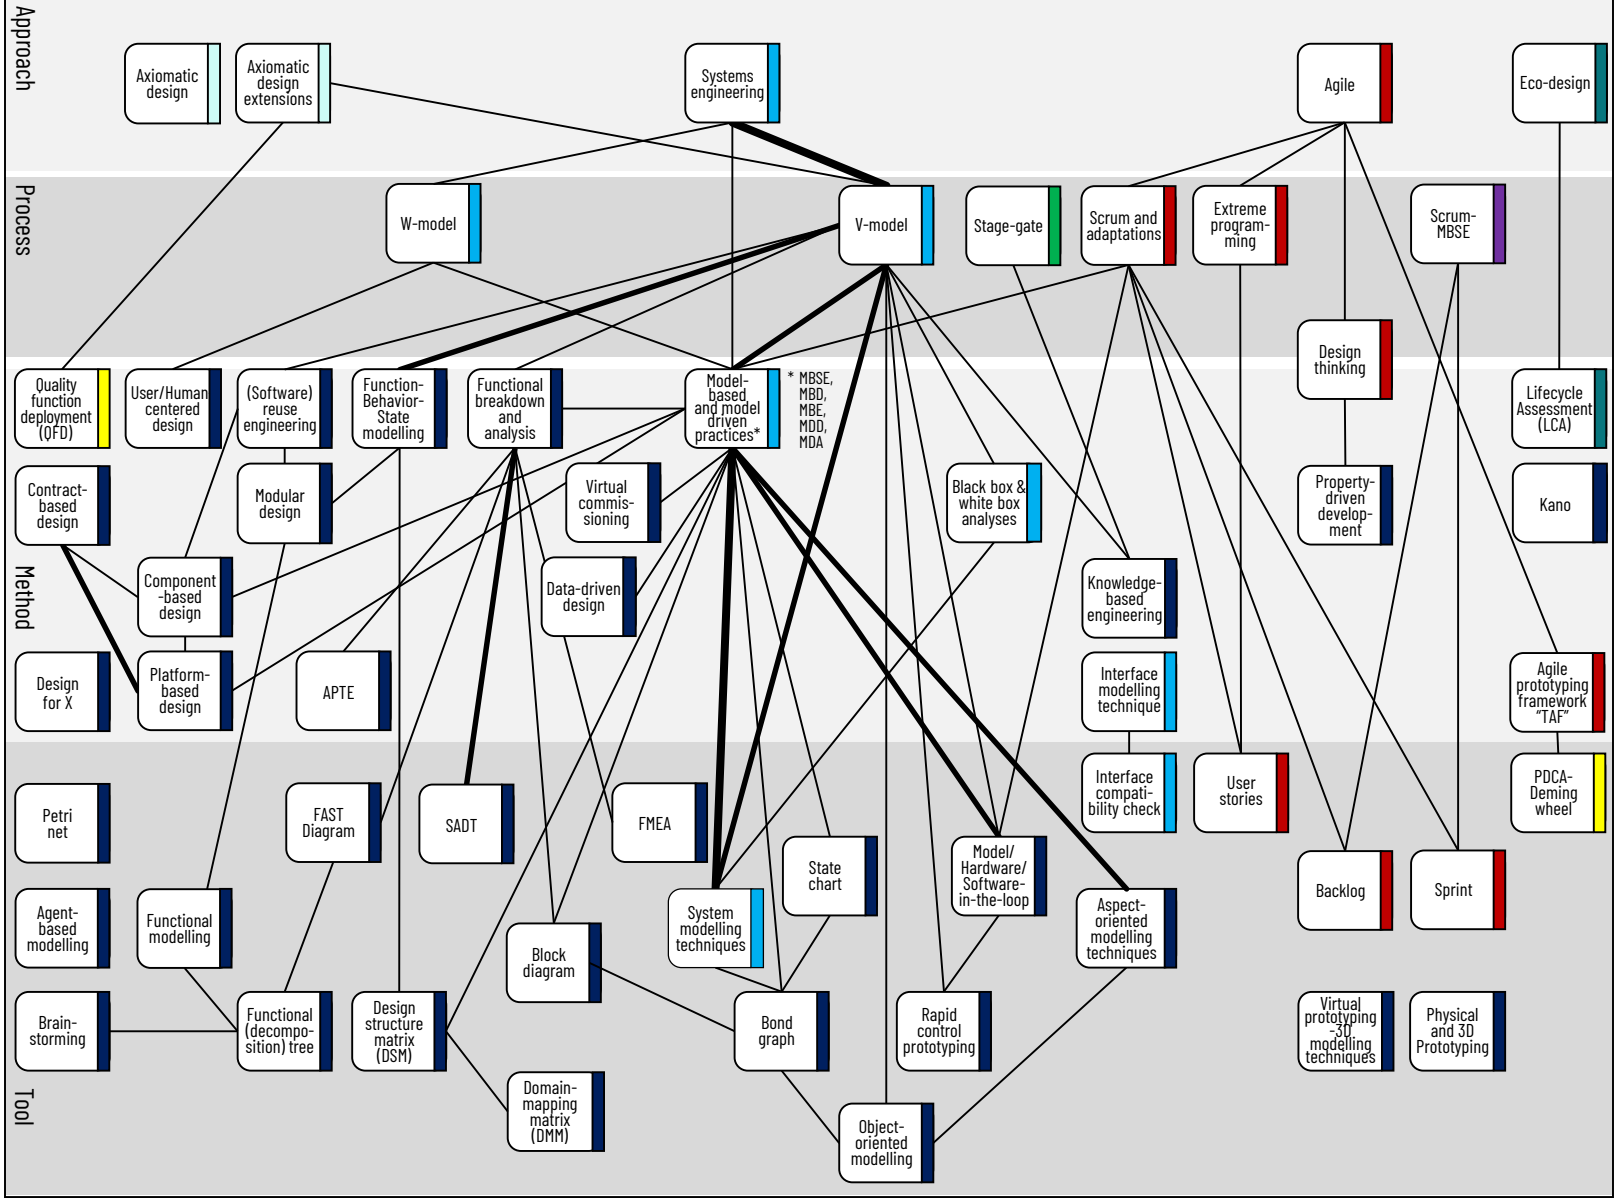 Approach
Axiomatic
design
Axiomatic
design
extensions
Systems
engineering
Agile
Eco-design
Process
W-model
V-model
Stage-gate
Scrum and
adaptations
Extreme
program-
ming
Scrum-
MBSE
Design
thinking
Method
Quality
function
deployment
(QFD)
User/Human
centered
design
(Software)
reuse
engineering
Function-
Behavior-
State
modelling
Functional
breakdown
and
analysis
Model-
based
and model
driven
practices*
* MBSE,
MBD,
MBE,
MDD,
MDA
Lifecycle
Assessment
(LCA)
Contract-
based
design
Modular
design
Virtual
commis-
sioning
Black box &
white box
analyses
Property-
driven
develop-
ment
Kano
Component
-based
design
Data-driven
design
Knowledge-
based
engineering
Design
for X
Platform-
based
design
APTE
Interface
modelling
technique
Agile
prototyping
framework
“TAF”
Tool
Petri
net
FAST
Diagram
SADT
FMEA
Interface
compati-
bility check
User
stories
PDCA-
Deming
wheel
State
chart
Model/
Hardware/
Software-
in-the-loop
Backlog
Sprint
Agent-
based
modelling
Functional
modelling
Block
diagram
System
modelling
techniques
Aspect-
oriented
modelling
techniques
Brain-
storming
Functional
(decompo-
sition) tree
Design
structure
matrix
(DSM)
Bond
graph
Rapid
control
prototyping
Virtual
prototyping
-3D
modelling
techniques
Physical
and 3D
Prototyping
Domain-
mapping
matrix
(DMM)
Object-
oriented
modelling